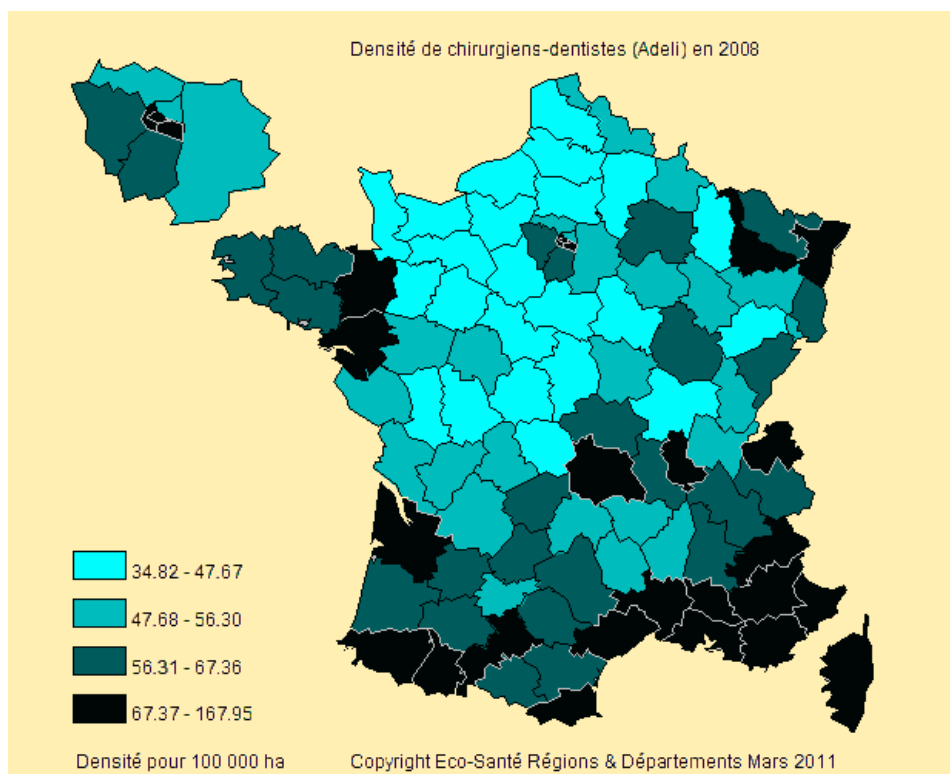 Densité de chirurgiens-dentistes (Adeli) en 2008
34.82 - 47.67
47.68 - 56.30
56.31 - 67.36
67.37 - 167.95
Densité pour 100 000 ha
Copyright Eco-Santé Régions & Départements Mars 2011